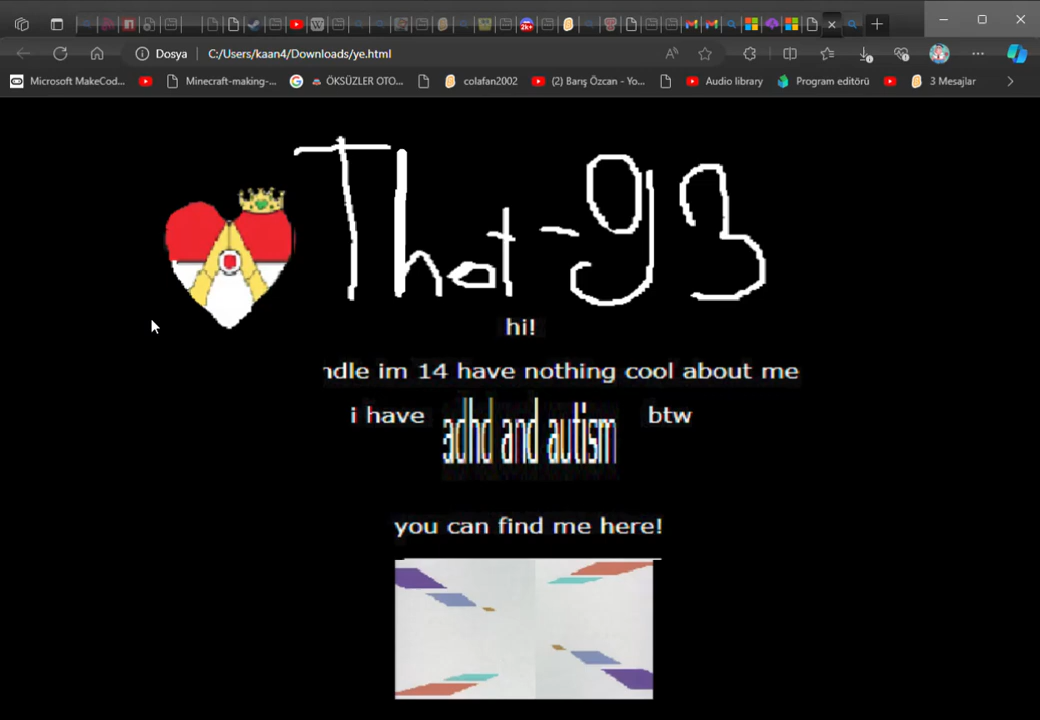 2k+
Dosya
C:/Users/kaan4/Downloads/ye.html
Microsoft MakeCod...
Minecraft-making-...
ÖKSÜZLER OTO...
colafan2002
(2) Barış Özcan - Yo...
Audio library
Program editörü
3 Mesajlar
That-93
hi!
im 14 have nothing cool about me
i have adhd and autism btw
you can find me here!